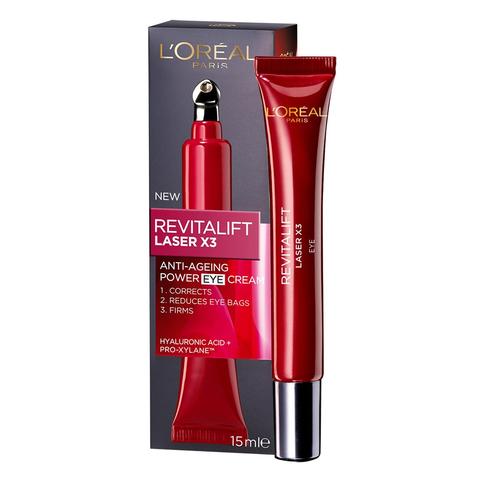 L'ORÉAL
PARIS
NEW
REVITALIFT
LASER X3
ANTI-AGEING
POWER EYE CREAM
1. CORRECTS
2. REDUCES EYE BAGS
3. FIRMS
HYALURONIC ACID +
PRO-XYLANE™
15ml℮
L'ORÉAL
PARIS
REVITALIFT
LASER X3
EYE